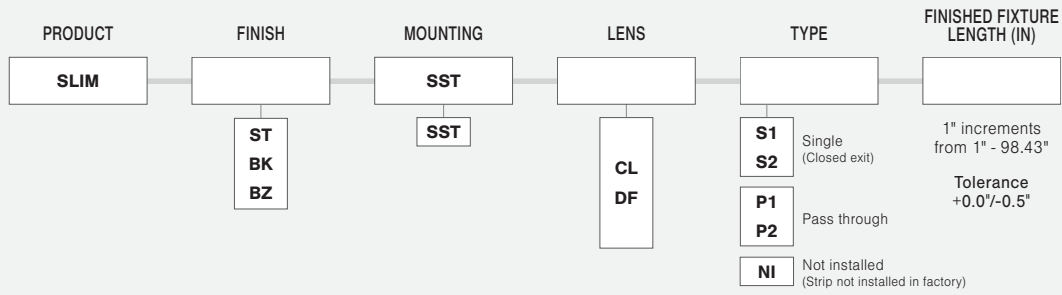 PRODUCT
FINISH
MOUNTING
LENS
TYPE
FINISHED FIXTURE
LENGTH (IN)
SLIM
SST
ST
BK
BZ
SST
CL
DF
S1
S2
Single
(Closed exit)
P1
P2
Pass through
NI
Not installed
(Strip not installed in factory)
1" increments
from 1" - 98.43"
Tolerance
+0.0"/-0.5"